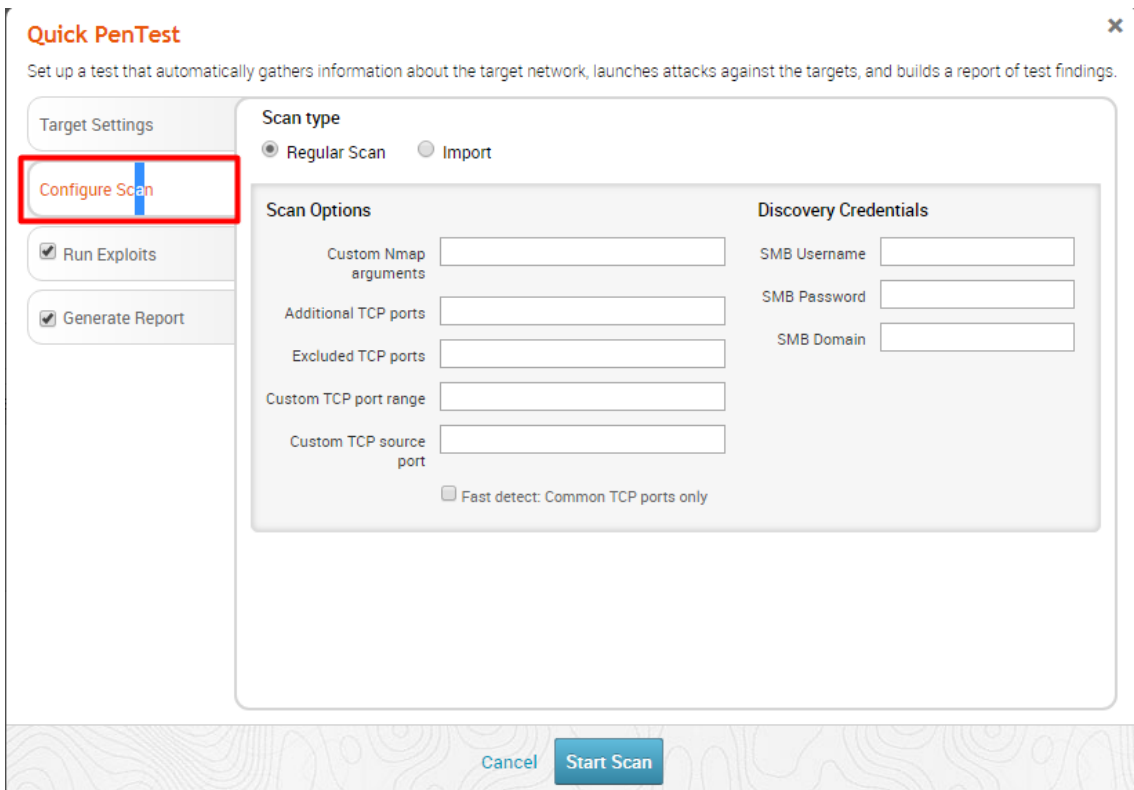 Quick PenTest
Set up a test that automatically gathers information about the target network, launches attacks against the targets, and builds a report of test findings.
Target Settings
Configure Scan
Run Exploits
Generate Report
Scan type
Regular Scan
Import
Scan Options
Custom Nmap
arguments
Additional TCP ports
Excluded TCP ports
Custom TCP port range
Custom TCP source
port
Fast detect: Common TCP ports only
Discovery Credentials
SMB Username
SMB Password
SMB Domain
Cancel
Start Scan